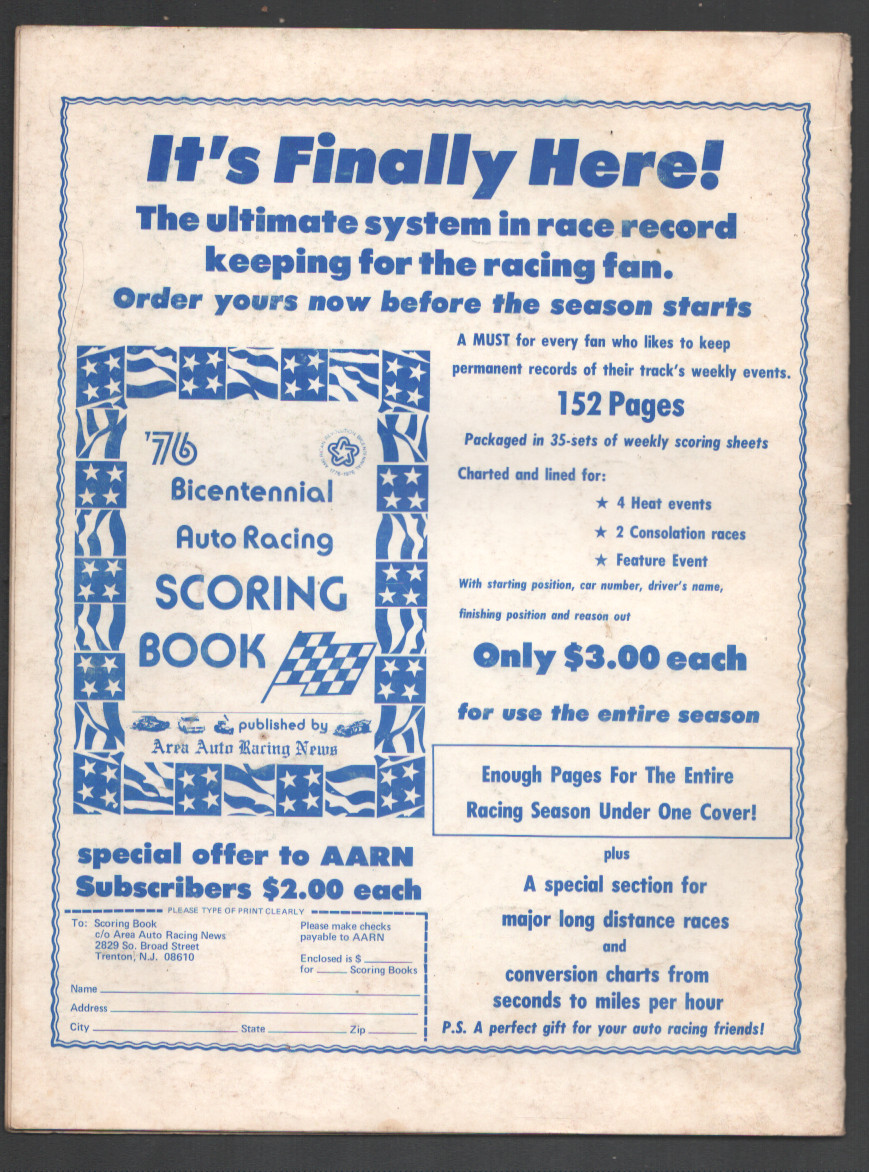 It's Finally Here!
The ultimate system in race record
keeping for the racing fan.
Order yours now before the season starts
'76
Bicentennial
Auto Racing
SCORING
BOOK
published by
Area Auto Racing News
A MUST for every fan who likes to keep
permanent records of their track's weekly events.
152 Pages
Packaged in 35-sets of weekly scoring sheets
Charted and lined for:
★ 4 Heat events
★ 2 Consolation races
★ Feature Event
With starting position, car number, driver's name,
finishing position and reason out
Only $3.00 each
for use the entire season
Enough Pages For The Entire
Racing Season Under One Cover!
plus
A special section for
major long distance races
and
conversion charts from
seconds to miles per hour
P.S. A perfect gift for your auto racing friends!
special offer to AARN
Subscribers $2.00 each
PLEASE TYPE OF PRINT CLEARLY
To: Scoring Book
c/o Area Auto Racing News
2829 So. Broad Street
Trenton, N.J. 08610
Please make checks
payable to AARN
Enclosed is $ ______
for ______ Scoring Books
Name
Address
City State Zip